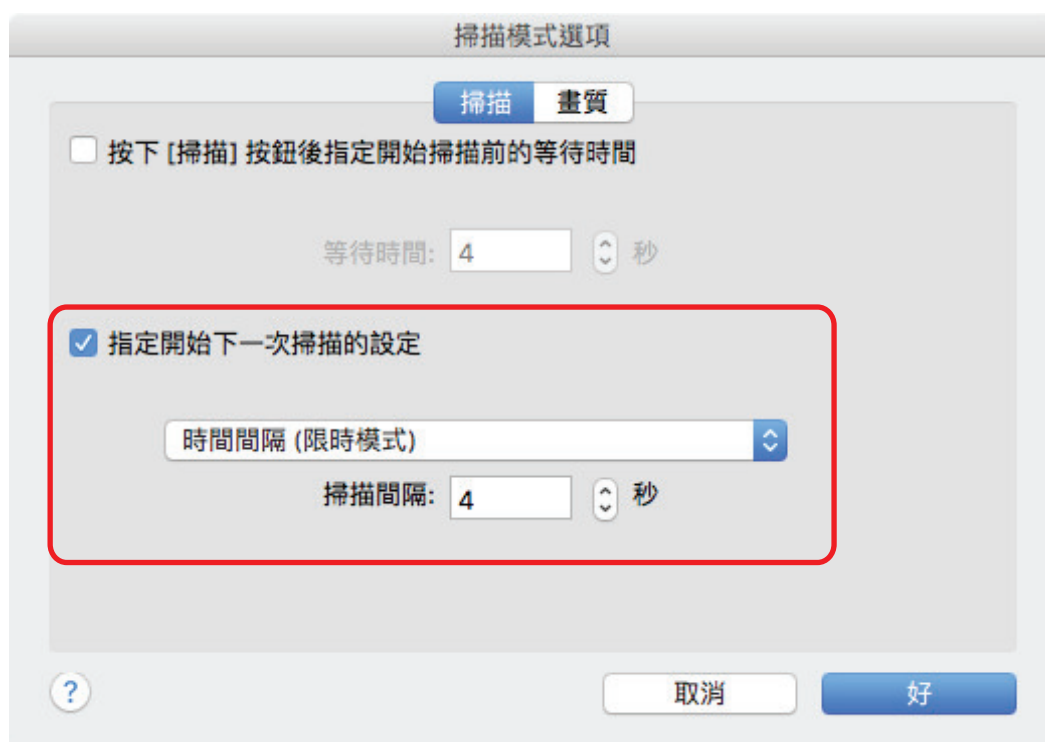 掃描模式選項
掃描 畫質
按下 [掃描] 按鈕後指定開始掃描前的等待時間
等待時間: 4 秒
指定開始下一次掃描的設定
時間間隔 (限時模式)
掃描間隔: 4 秒
? 取消 好